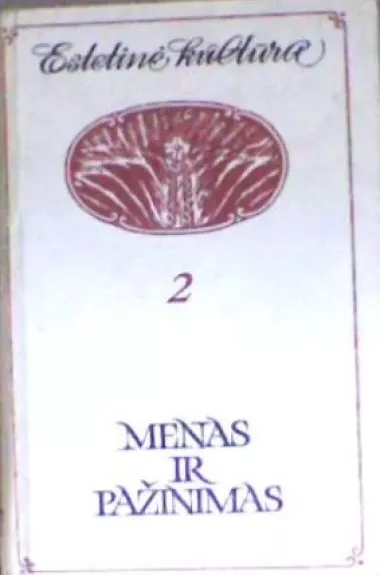 Estetinė kultūra
2
MENAS
IR
PAŽINIMAS